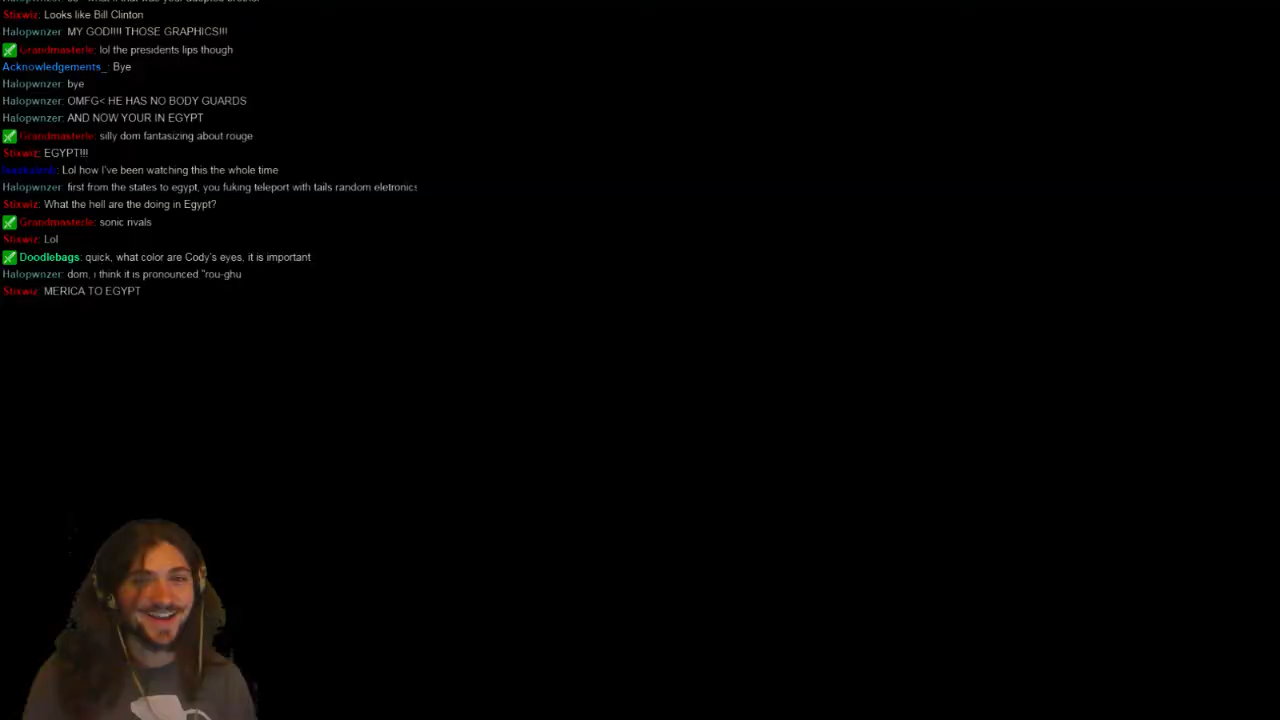 Stixwiz: Looks like Bill Clinton
Halopwnzer: MY GOD!!!! THOSE GRAPHICS!!!
Grandmasterle: lol the presidents lips though
Acknowledgements_: Bye
Halopwnzer: bye
Halopwnzer: OMFG< HE HAS NO BODY GUARDS
Halopwnzer: AND NOW YOUR IN EGYPT
Grandmasterle: silly dom fantasizing about rouge
Stixwiz: EGYPT!!!
: Lol how I've been watching this the whole time
Halopwnzer: first from the states to egypt, you fuking teleport with tails random eletronics
Stixwiz: What the hell are the doing in Egypt?
Grandmasterle: sonic rivals
Stixwiz: Lol
Doodlebags: quick, what color are Cody's eyes, it is important
Halopwnzer: dom, i think it is pronounced "rou-ghu
Stixwiz: MERICA TO EGYPT